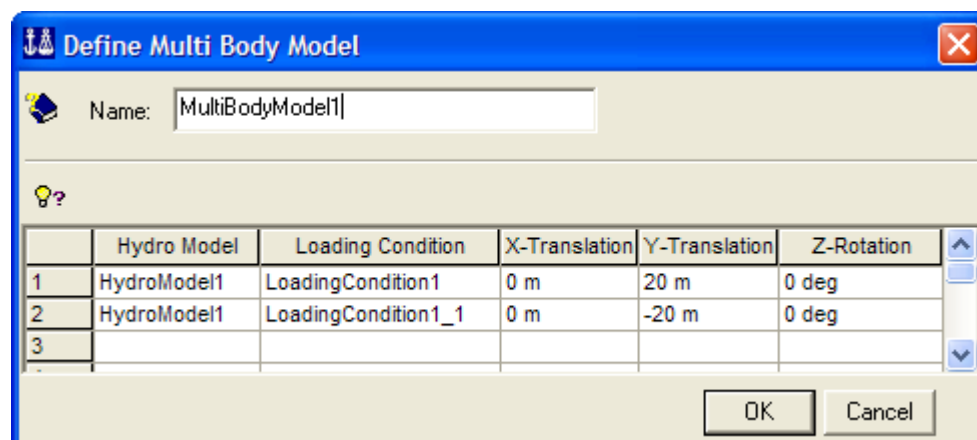 Define Multi Body Model
Name: MultiBodyModel1
Hydro Model Loading Condition X-Translation Y-Translation Z-Rotation
1 HydroModel1 LoadingCondition1 0 m 20 m 0 deg
2 HydroModel1 LoadingCondition1_1 0 m -20 m 0 deg
3
OK Cancel